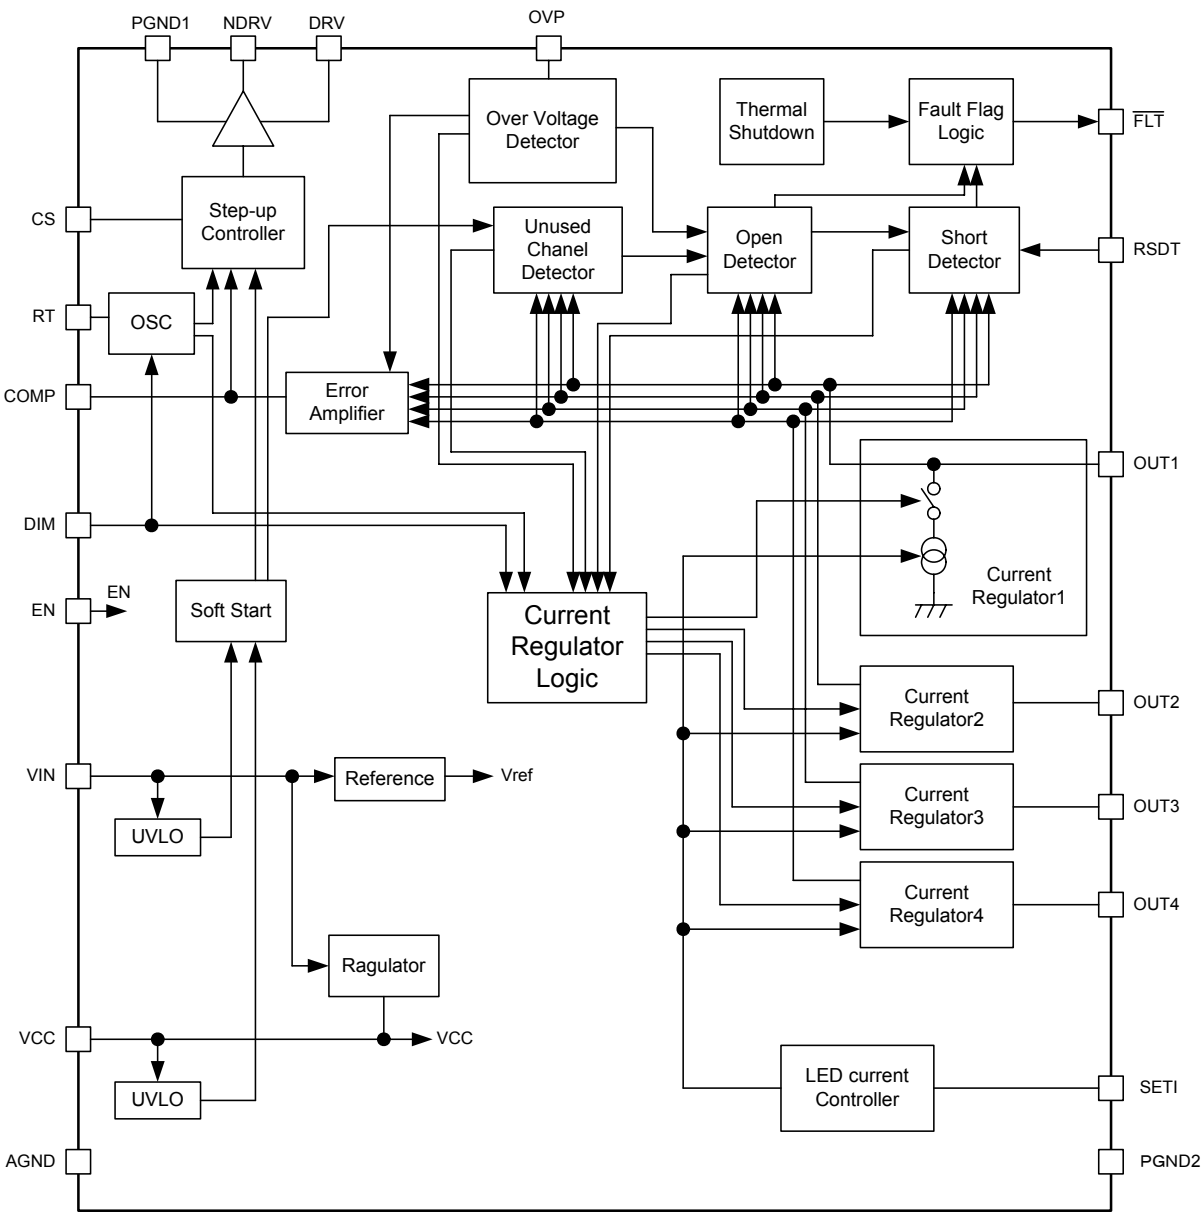 PGND1
NDRV
DRV
OVP
Over Voltage
Detector
Thermal
Shutdown
Fault Flag
Logic
FLT
CS
Step-up
Controller
Unused
Chanel
Detector
Open
Detector
Short
Detector
RSDT
RT
OSC
COMP
Error
Amplifier
OUT1
DIM
EN
EN
Soft Start
Current
Regulator
Logic
Current
Regulator1
Current
Regulator2
OUT2
VIN
Reference
Vref
UVLO
Current
Regulator3
OUT3
Current
Regulator4
OUT4
Ragulator
VCC
VCC
UVLO
LED current
Controller
SETI
AGND
PGND2